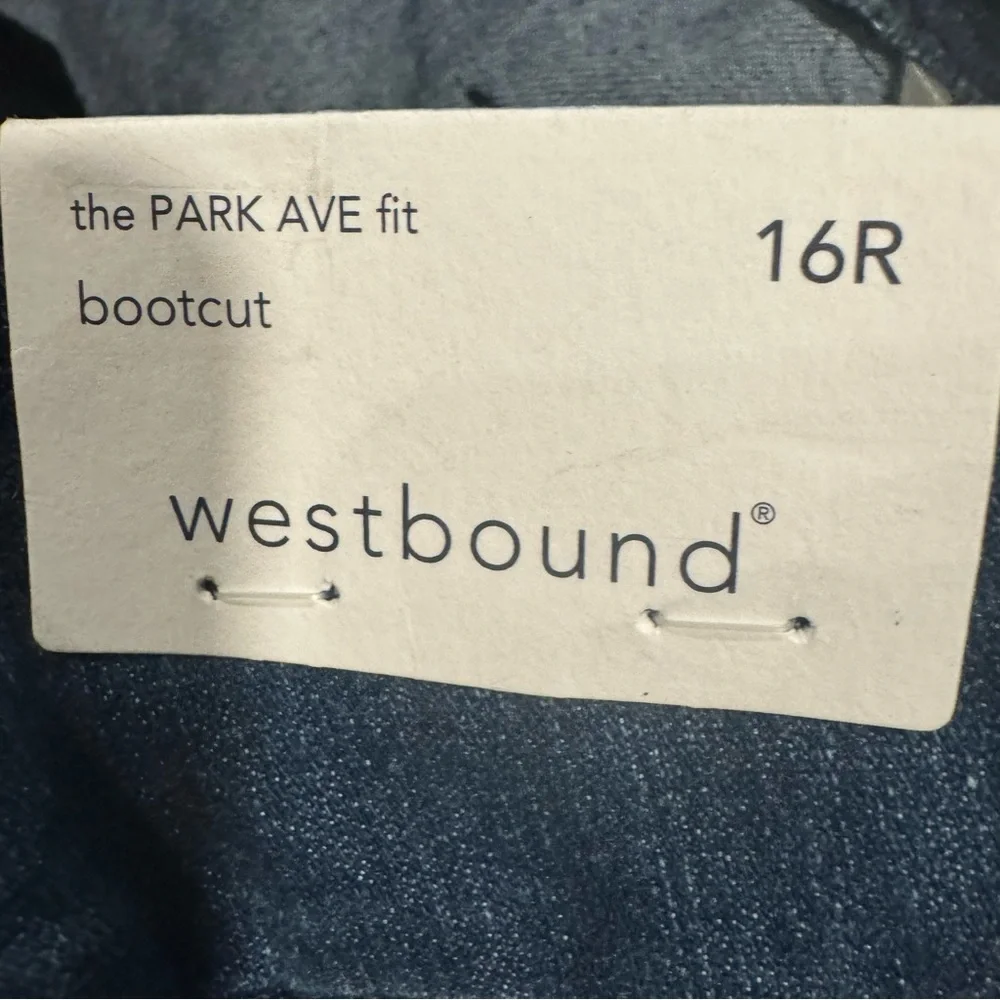 the PARK AVE fit
16R
bootcut
westbound®